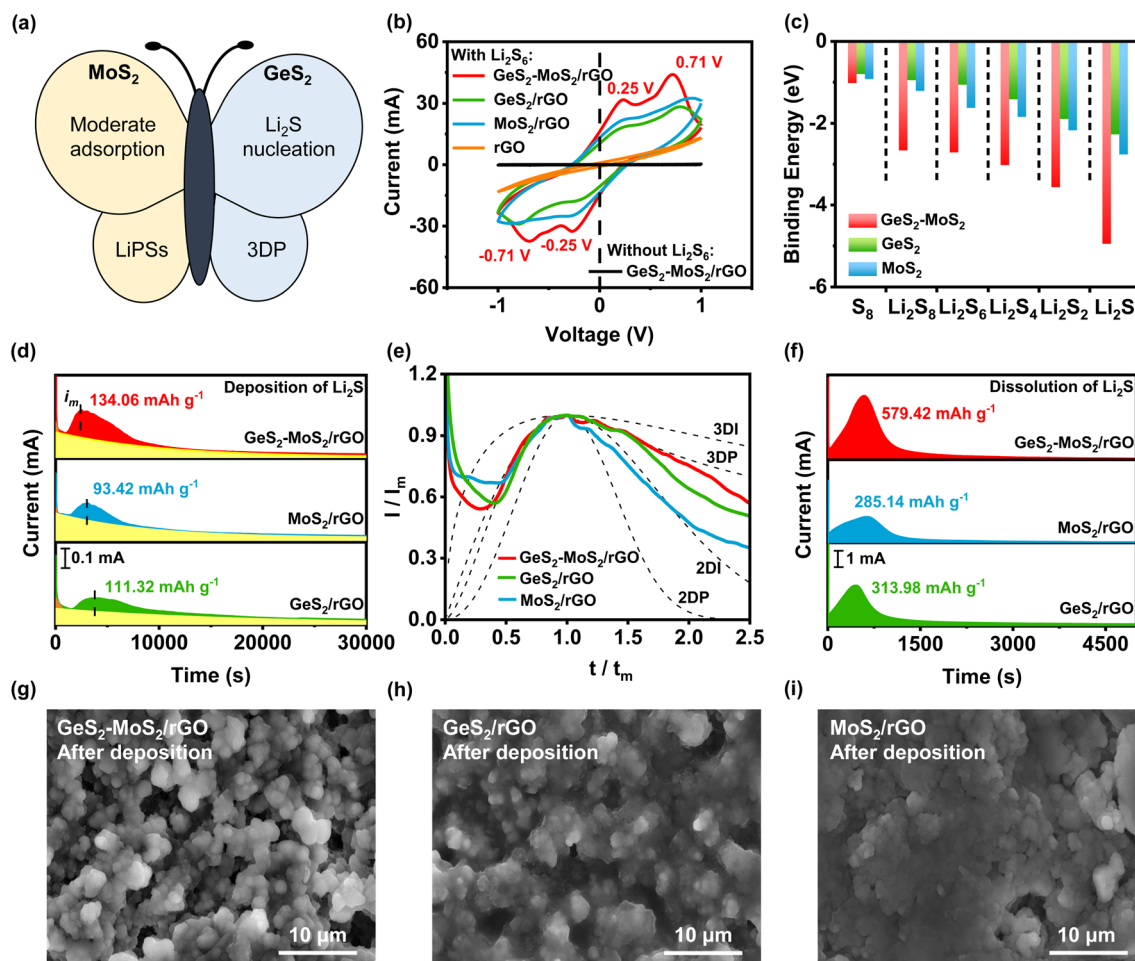 (a)
MoS₂
GeS₂
Moderate
adsorption
Li₂S
nucleation
LiPSs
3DP
(b)
Current (mA)
60
30
0
-30
-60
With Li₂S₆:
GeS₂-MoS₂/rGO
GeS₂/rGO
MoS₂/rGO
rGO
0.71 V
0.25 V
-0.71 V
-0.25 V
Without Li₂S₆:
GeS₂-MoS₂/rGO
-1
0
1
Voltage (V)
(c)
Binding Energy (eV)
0
-2
-4
-6
GeS₂-MoS₂
GeS₂
MoS₂
S₈
Li₂S₈
Li₂S₆
Li₂S₄
Li₂S₂
Li₂S
(d)
Current (mA)
Deposition of Li₂S
iₘ
134.06 mAh g⁻¹
GeS₂-MoS₂/rGO
93.42 mAh g⁻¹
MoS₂/rGO
0.1 mA
111.32 mAh g⁻¹
GeS₂/rGO
0
10000
20000
30000
Time (s)
(e)
I / Iₘ
1.2
0.9
0.6
0.3
0.0
3DI
3DP
2DI
2DP
GeS₂-MoS₂/rGO
GeS₂/rGO
MoS₂/rGO
0.0
0.5
1.0
1.5
2.0
2.5
t / tₘ
(f)
Current (mA)
Dissolution of Li₂S
579.42 mAh g⁻¹
GeS₂-MoS₂/rGO
285.14 mAh g⁻¹
MoS₂/rGO
1 mA
313.98 mAh g⁻¹
GeS₂/rGO
0
1500
3000
4500
Time (s)
(g)
GeS₂-MoS₂/rGO
After deposition
10 μm
(h)
GeS₂/rGO
After deposition
10 μm
(i)
MoS₂/rGO
After deposition
10 μm